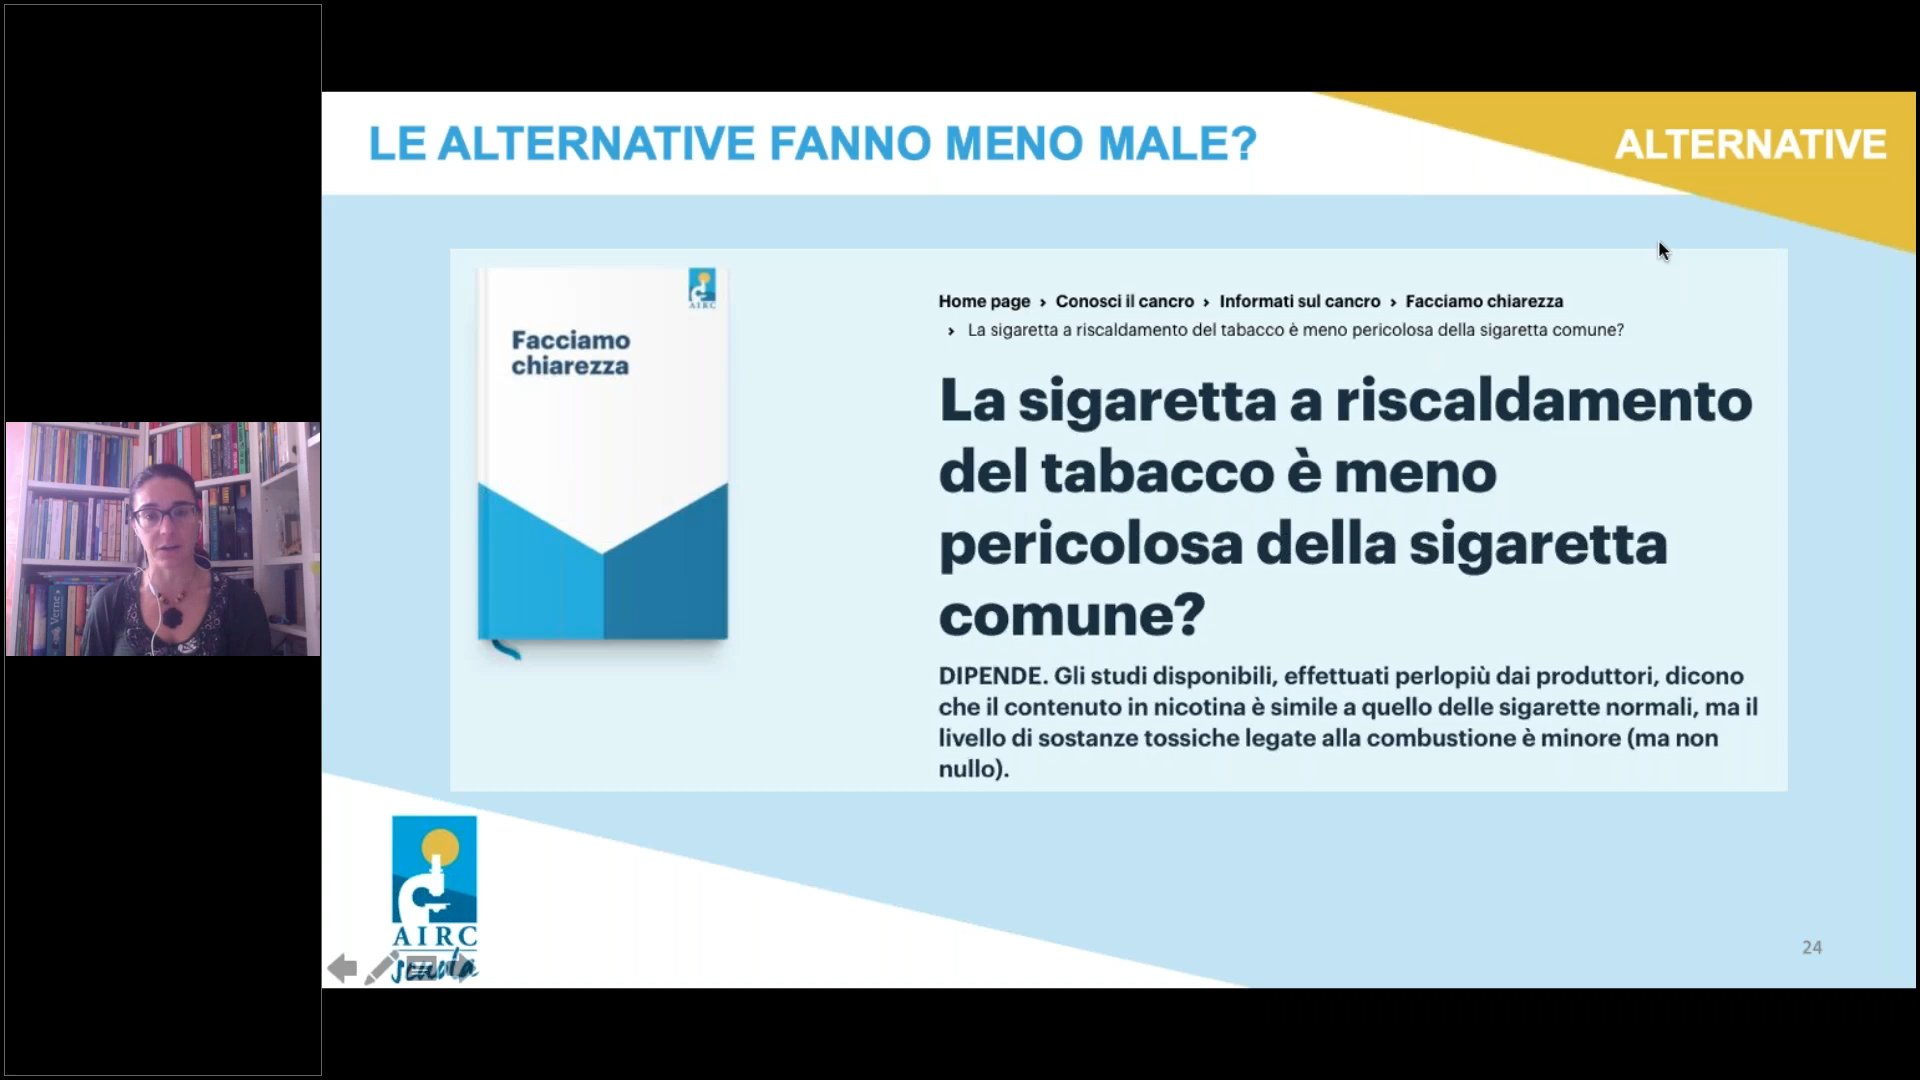 LE ALTERNATIVE FANNO MENO MALE?
ALTERNATIVE
AIRC
Facciamo
chiarezza
Home page › Conosci il cancro › Informati sul cancro › Facciamo chiarezza
› La sigaretta a riscaldamento del tabacco è meno pericolosa della sigaretta comune?
La sigaretta a riscaldamento
del tabacco è meno
pericolosa della sigaretta
comune?
DIPENDE. Gli studi disponibili, effettuati perlopiù dai produttori, dicono
che il contenuto in nicotina è simile a quello delle sigarette normali, ma il
livello di sostanze tossiche legate alla combustione è minore (ma non
nullo).
Verne
AIRC
scuola
24